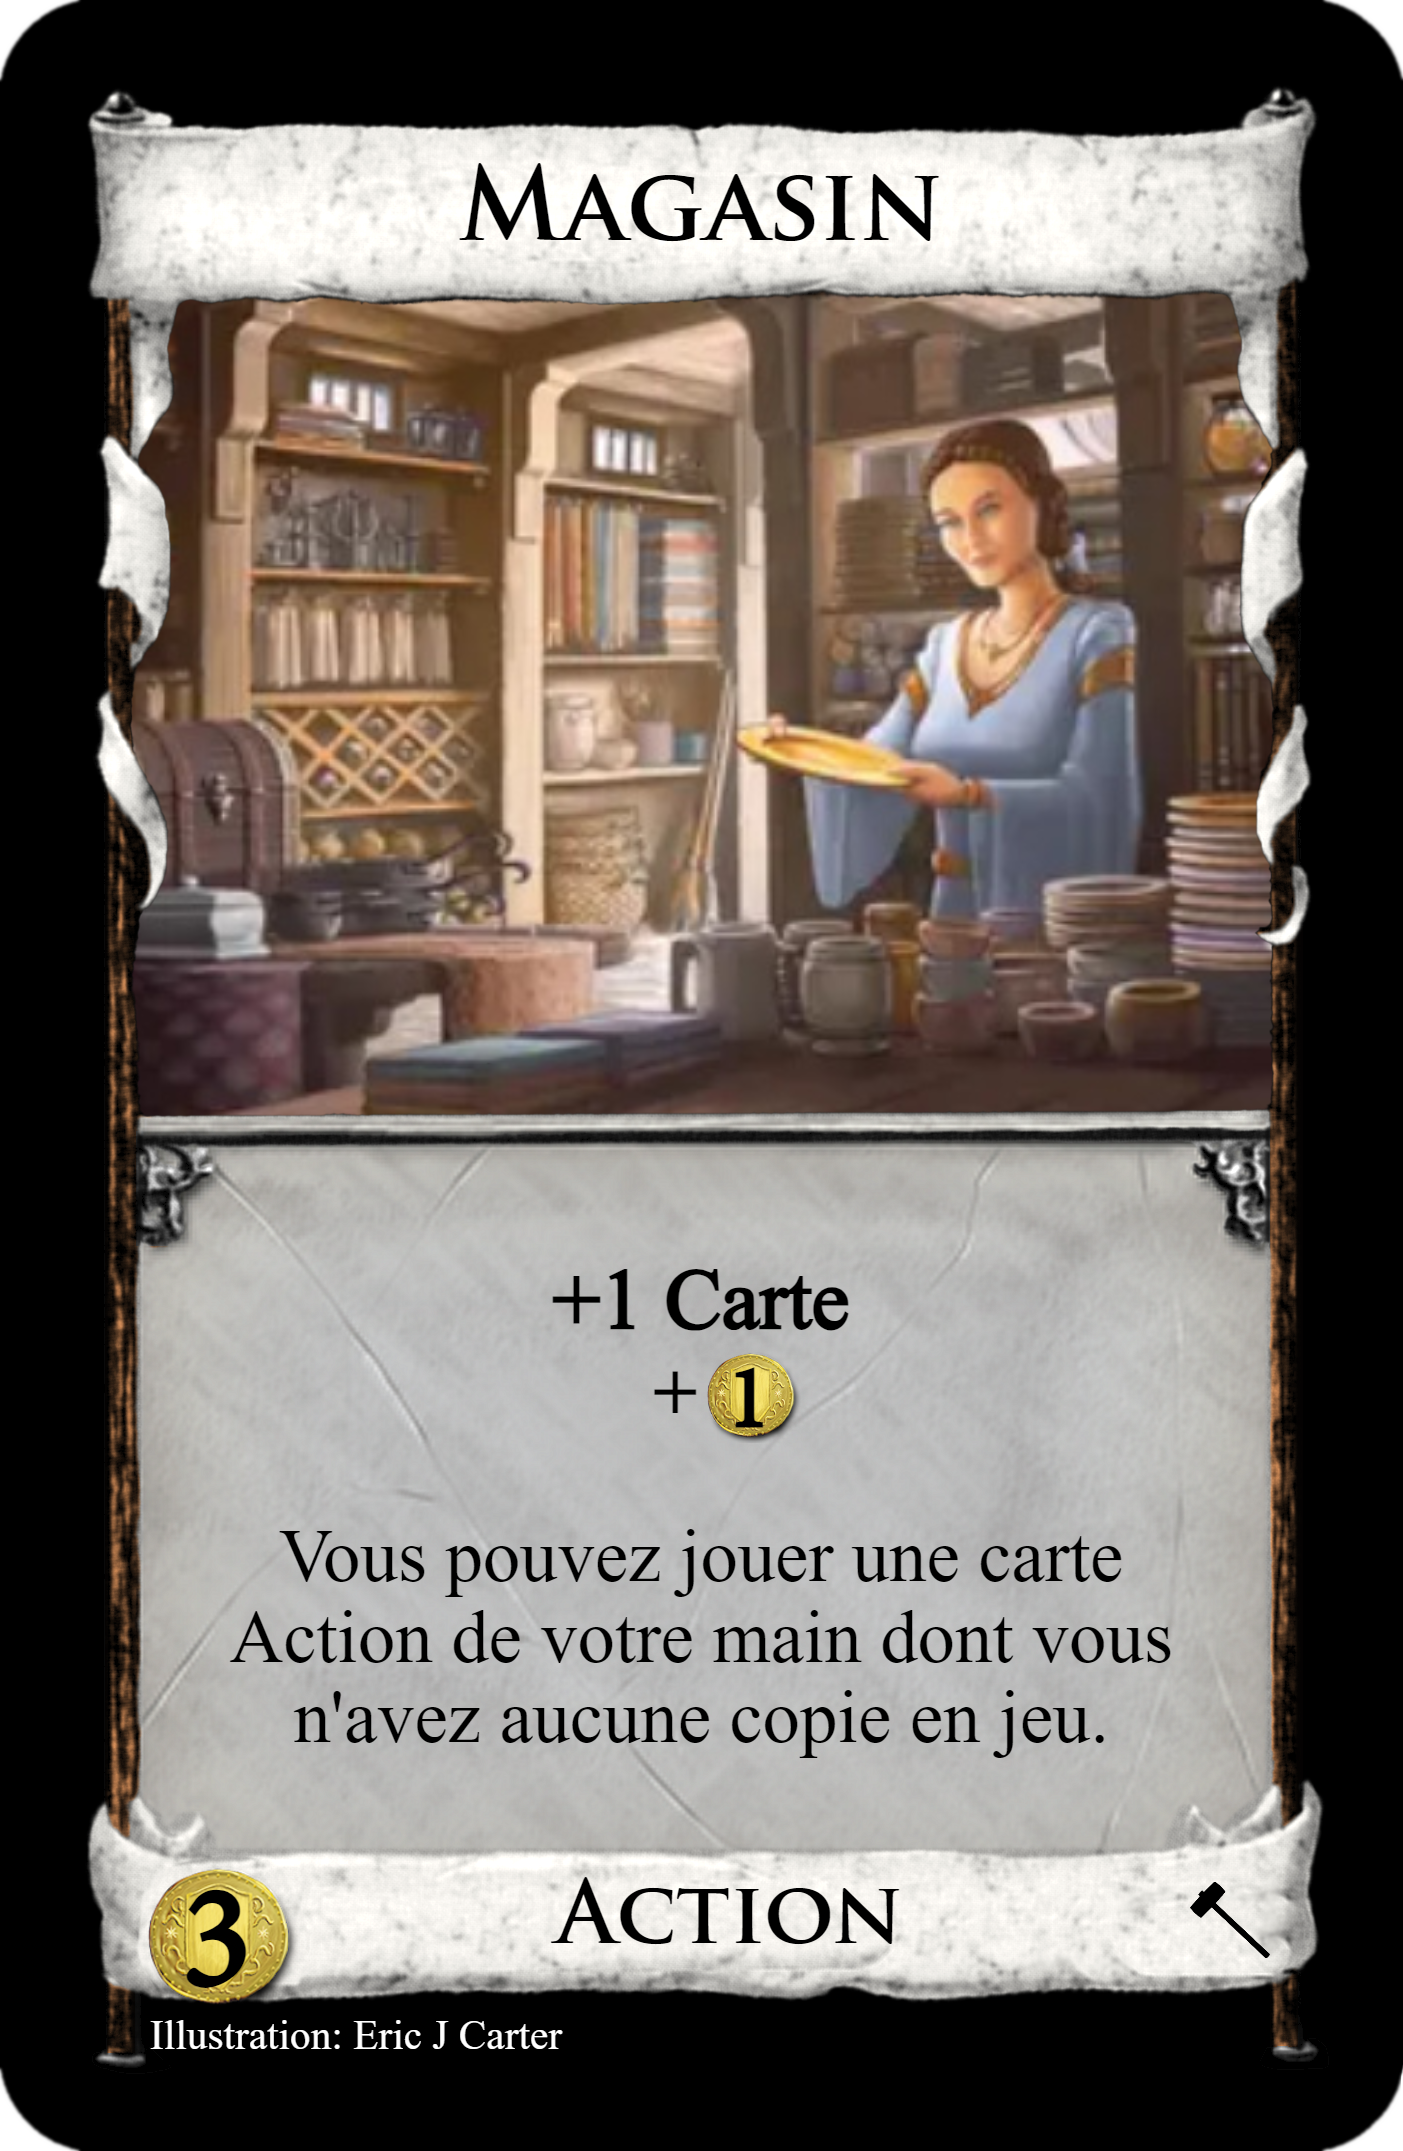 Magasin
+1 Carte
+ 1
Vous pouvez jouer une carte
Action de votre main dont vous
n'avez aucune copie en jeu.
3
Action
Illustration: Eric J Carter